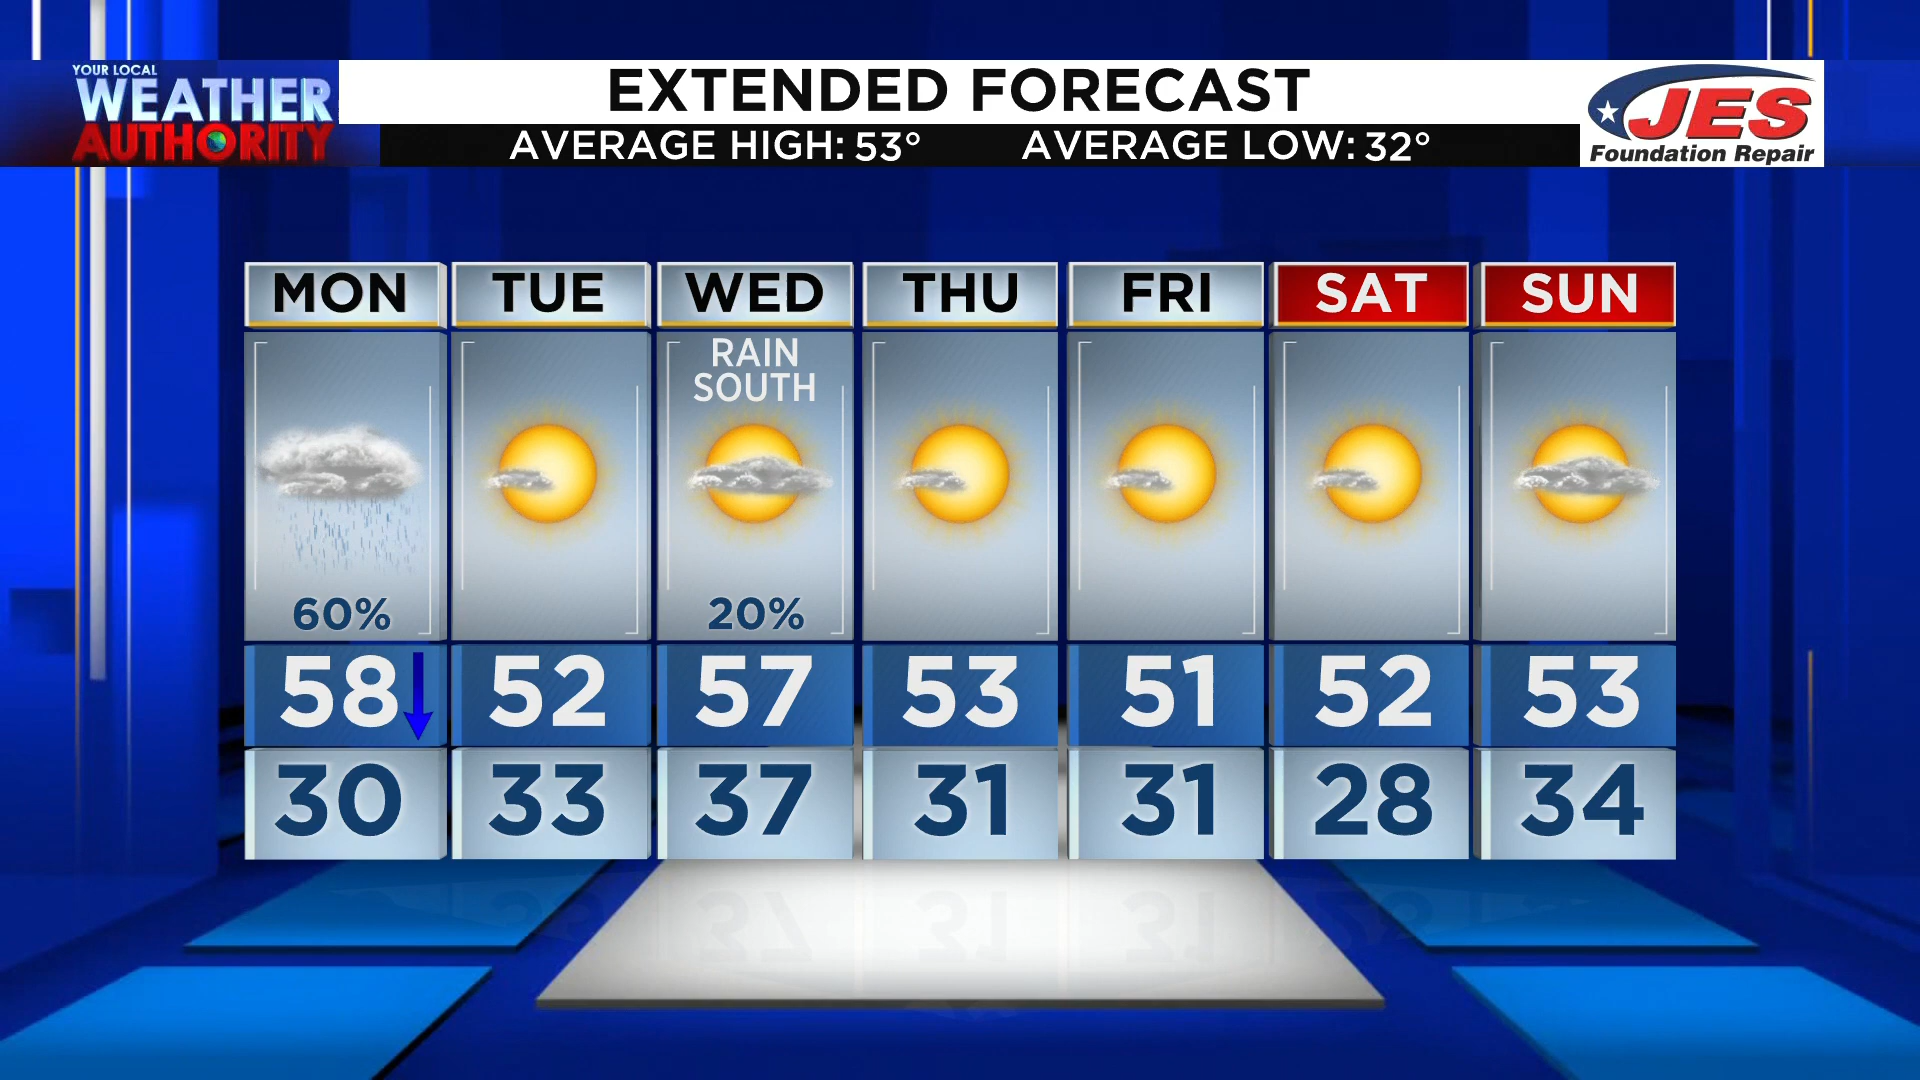 YOUR LOCAL
WEATHER
AUTHORITY
EXTENDED FORECAST
AVERAGE HIGH: 53° AVERAGE LOW: 32°
JES
Foundation Repair
MON TUE WED THU FRI SAT SUN
RAIN
SOUTH
60% 20%
58 52 57 53 51 52 53
30 33 37 31 31 28 34